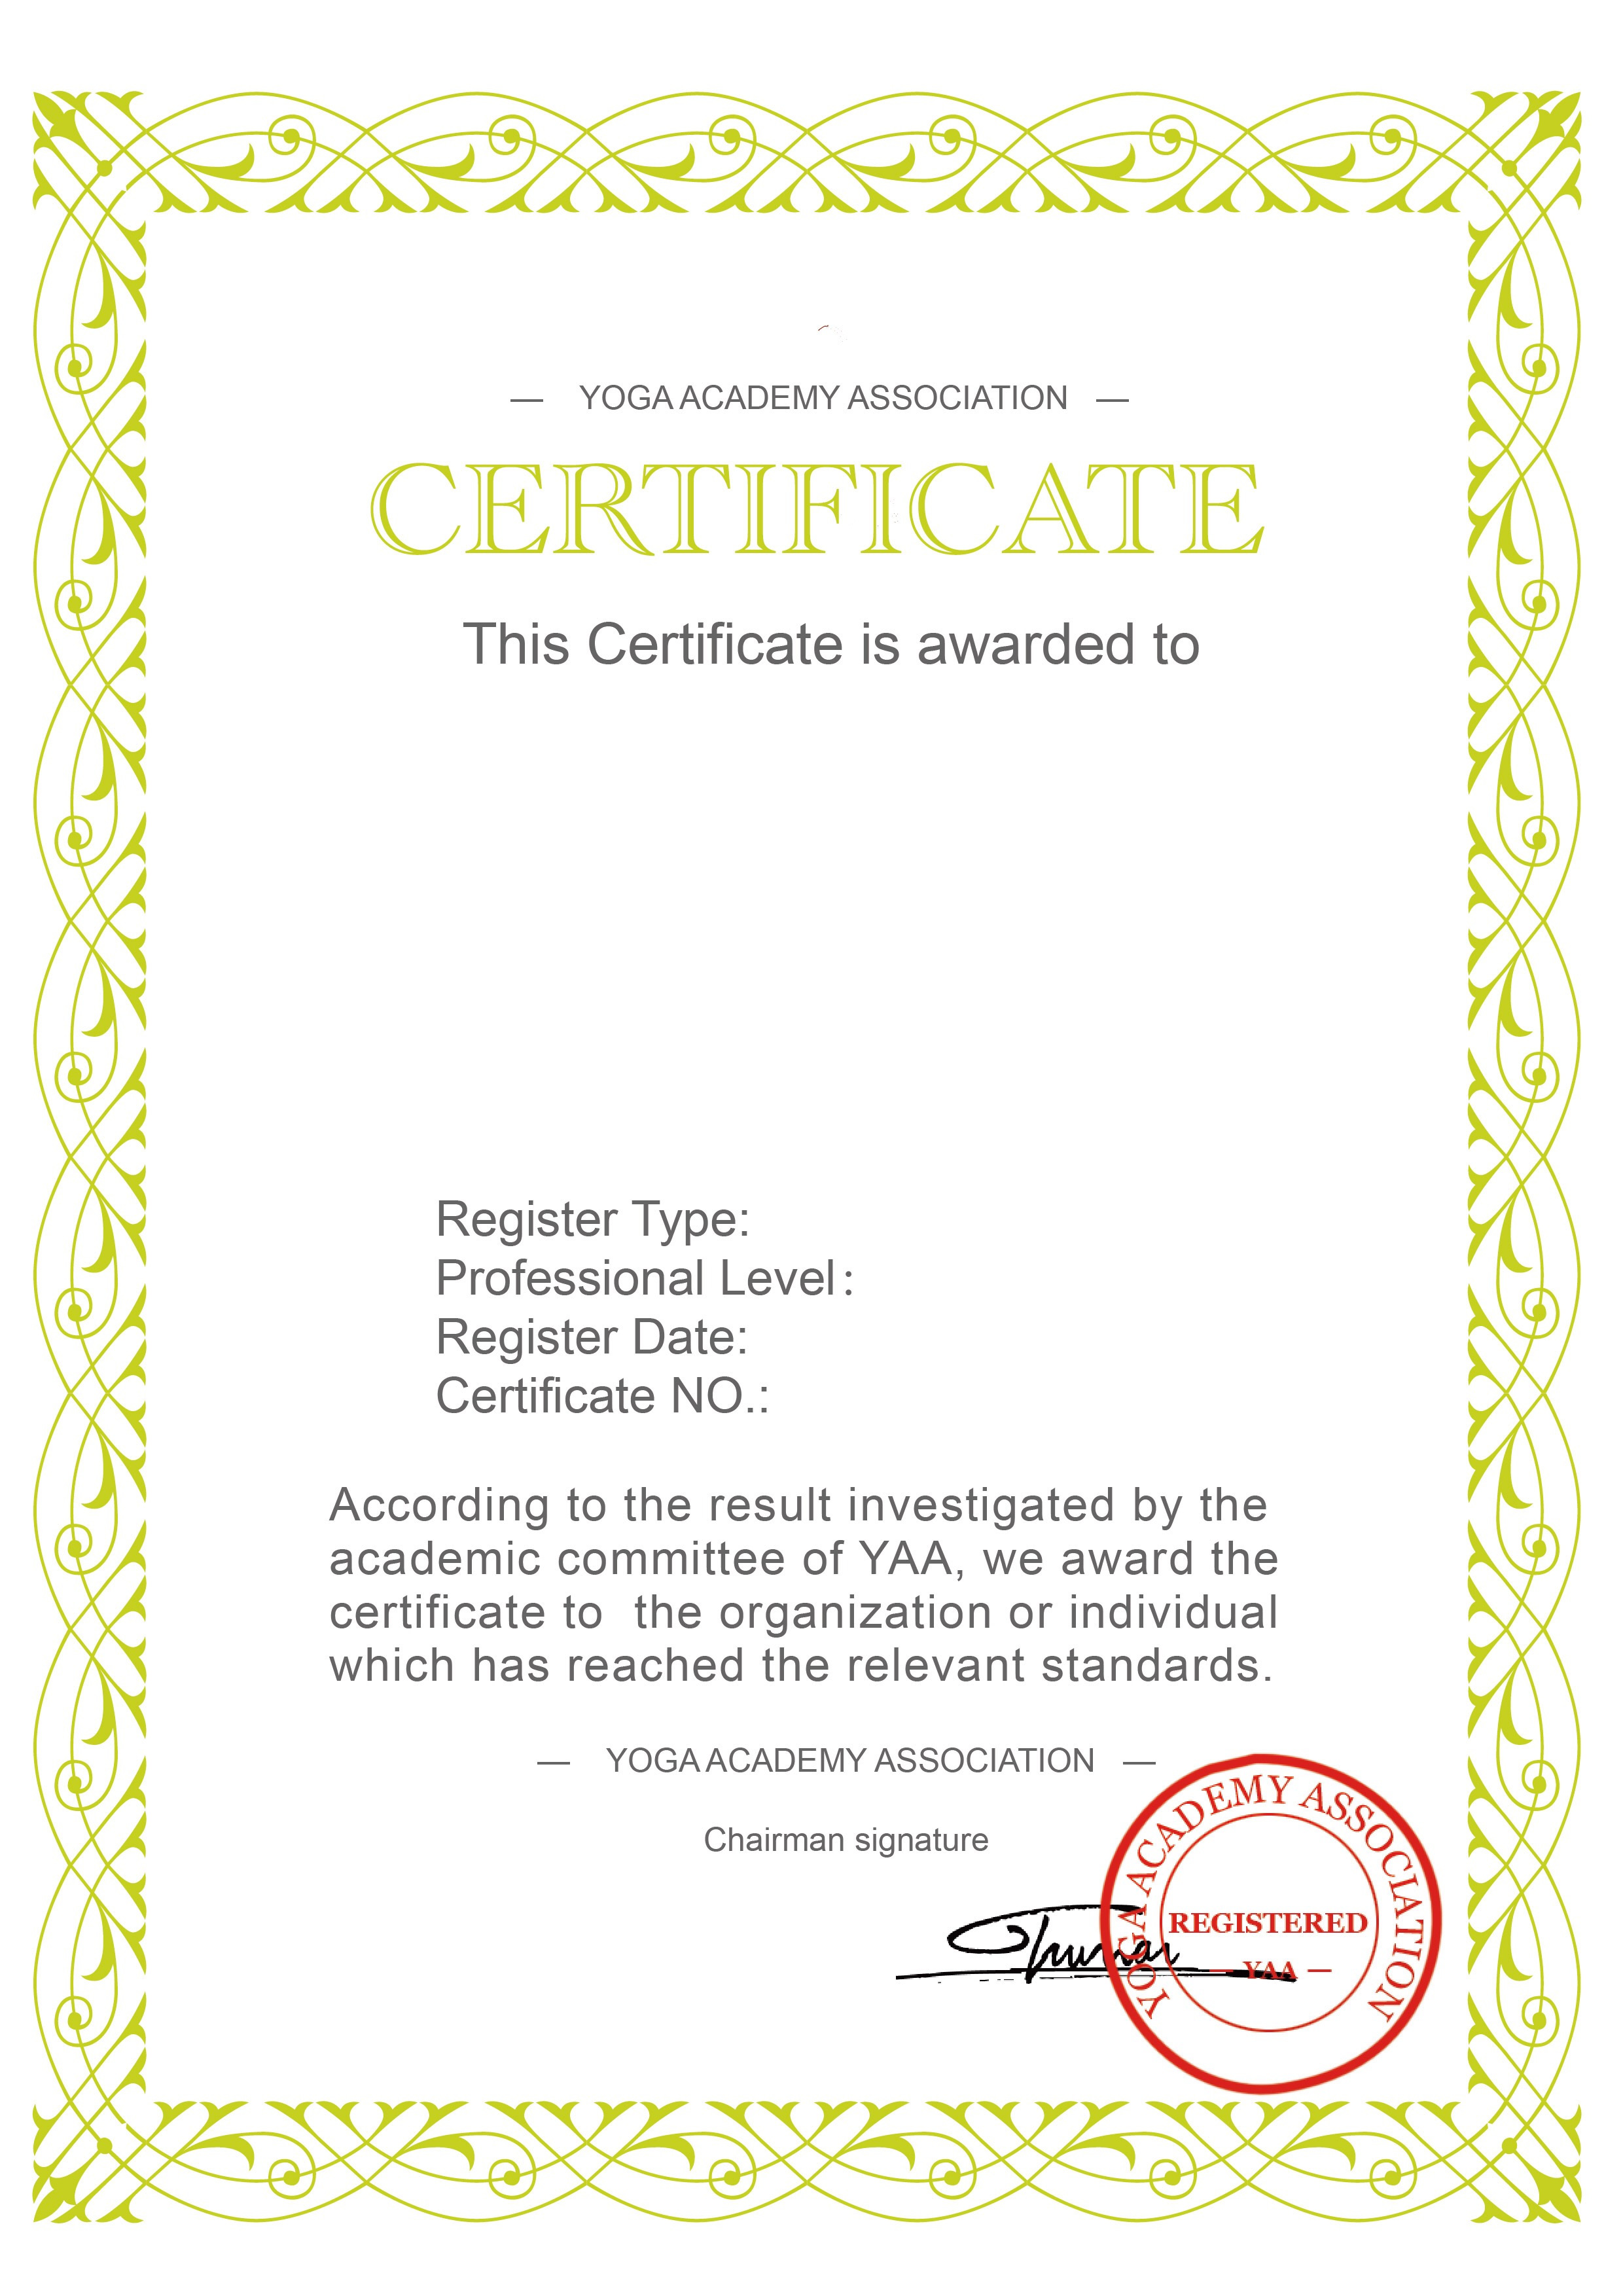 — YOGA ACADEMY ASSOCIATION —
CERTIFICATE
This Certificate is awarded to
Register Type:
Professional Level:
Register Date:
Certificate NO.:
According to the result investigated by the
academic committee of YAA, we award the
certificate to  the organization or individual
which has reached the relevant standards.
— YOGA ACADEMY ASSOCIATION —
Chairman signature
YOGA ACADEMY ASSOCIATION
REGISTERED
— YAA —